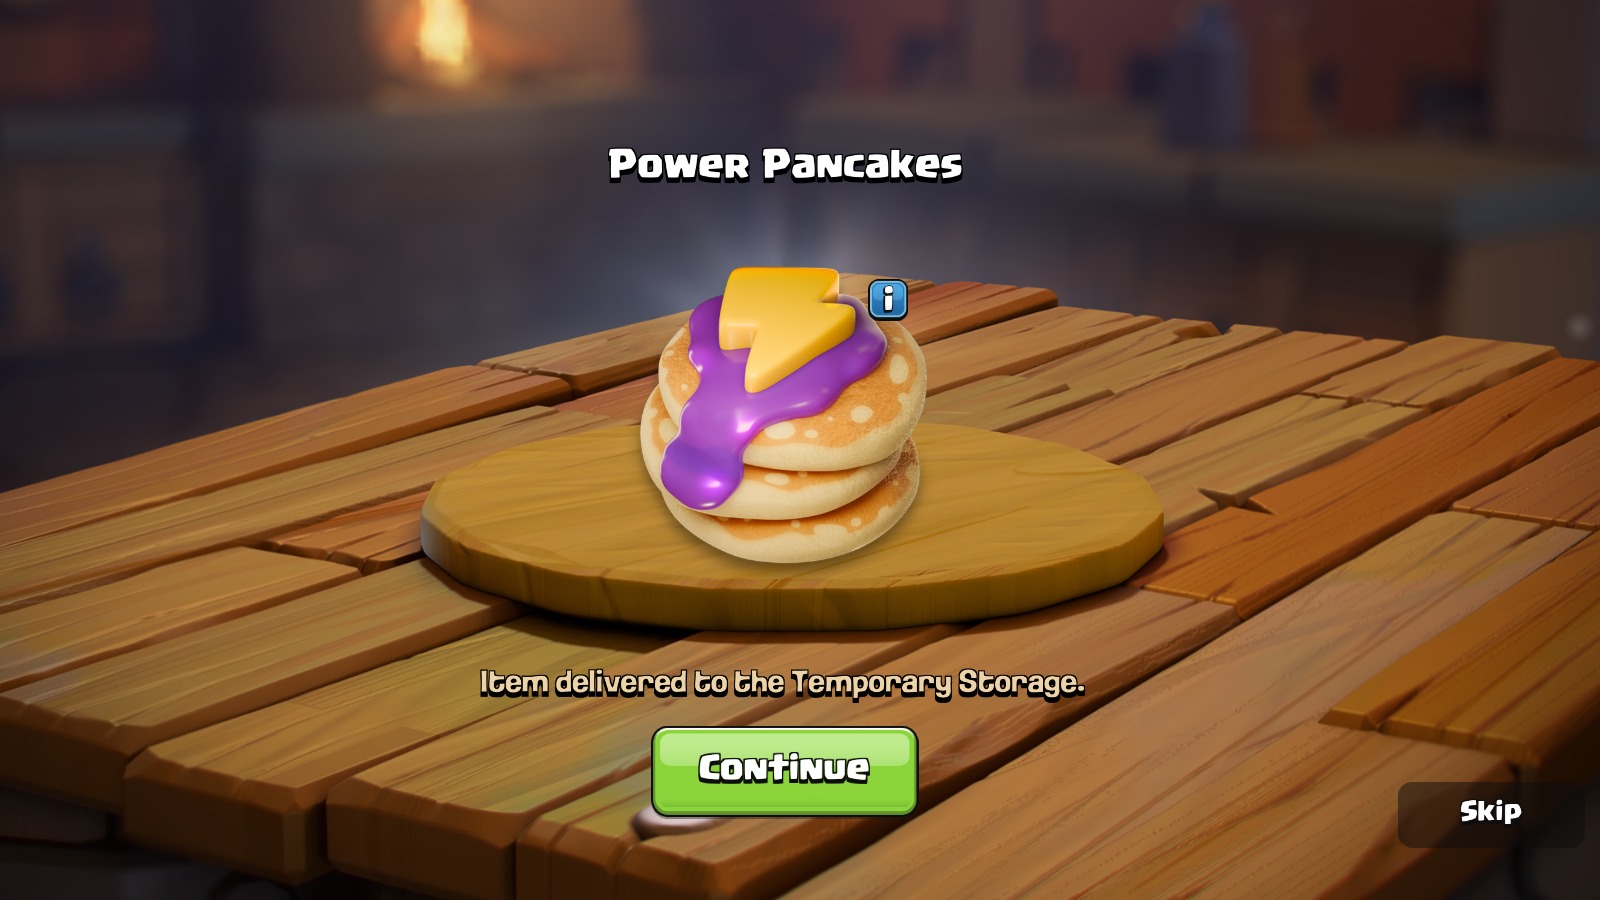 Power Pancakes
i
Item delivered to the Temporary Storage.
Continue
Skip